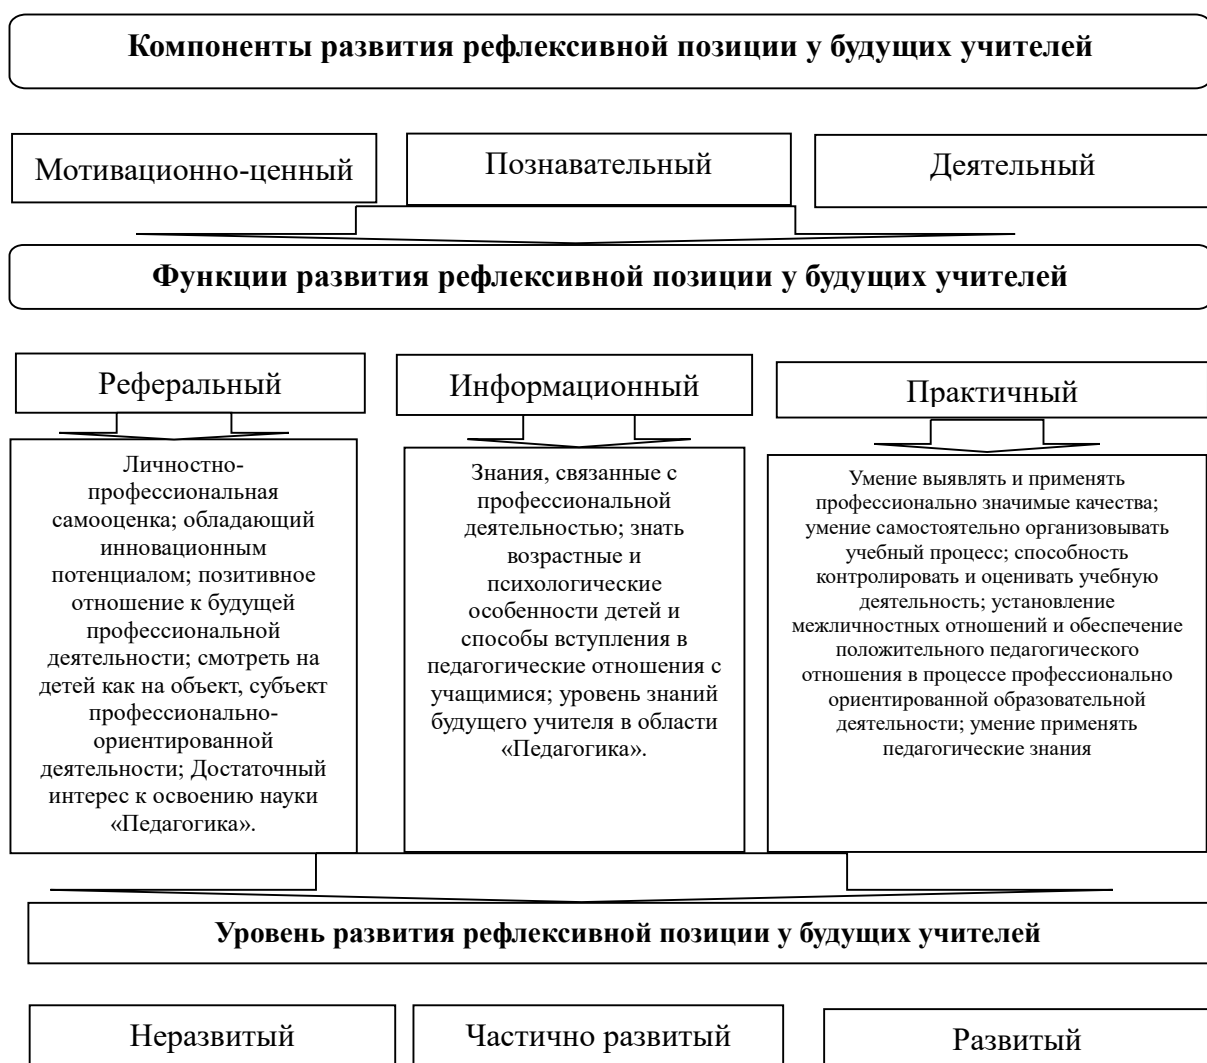 Компоненты развития рефлексивной позиции у будущих учителей
Мотивационно-ценный
Познавательный
Деятельный
Функции развития рефлексивной позиции у будущих учителей
Реферальный
Информационный
Практичный
Личностно-
профессиональная
самооценка; обладающий
инновационным
потенциалом; позитивное
отношение к будущей
профессиональной
деятельности; смотреть на
детей как на объект, субъект
профессионально-
ориентированной
деятельности; Достаточный
интерес к освоению науки
«Педагогика».
Знания, связанные с
профессиональной
деятельностью; знать
возрастные и
психологические
особенности детей и
способы вступления в
педагогические отношения с
учащимися; уровень знаний
будущего учителя в области
«Педагогика».
Умение выявлять и применять
профессионально значимые качества;
умение самостоятельно организовывать
учебный процесс; способность
контролировать и оценивать учебную
деятельность; установление
межличностных отношений и обеспечение
положительного педагогического
отношения в процессе профессионально
ориентированной образовательной
деятельности; умение применять
педагогические знания
Уровень развития рефлексивной позиции у будущих учителей
Неразвитый
Частично развитый
Развитый